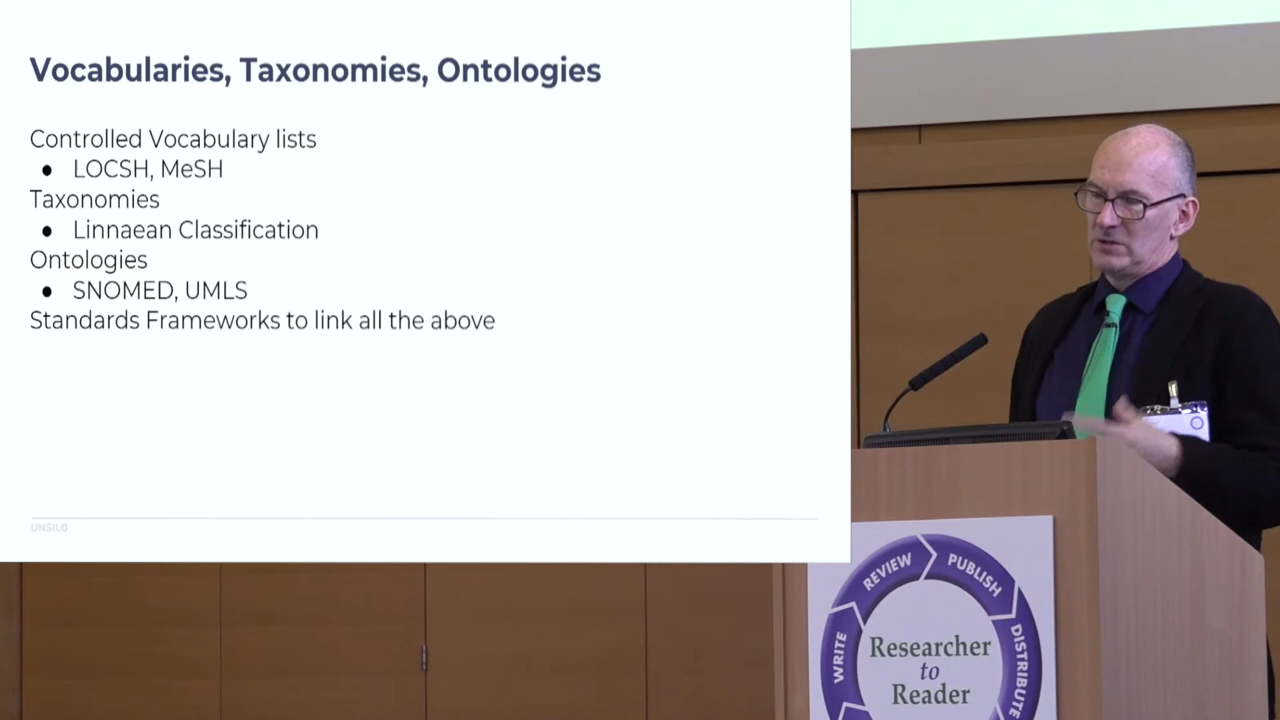 Vocabularies, Taxonomies, Ontologies
Controlled Vocabulary lists
● LOCSH, MeSH
Taxonomies
● Linnaean Classification
Ontologies
● SNOMED, UMLS
Standards Frameworks to link all the above
UNSILO
WRITE
REVIEW
PUBLISH
DISTRIBUTE
Researcher
to
Reader